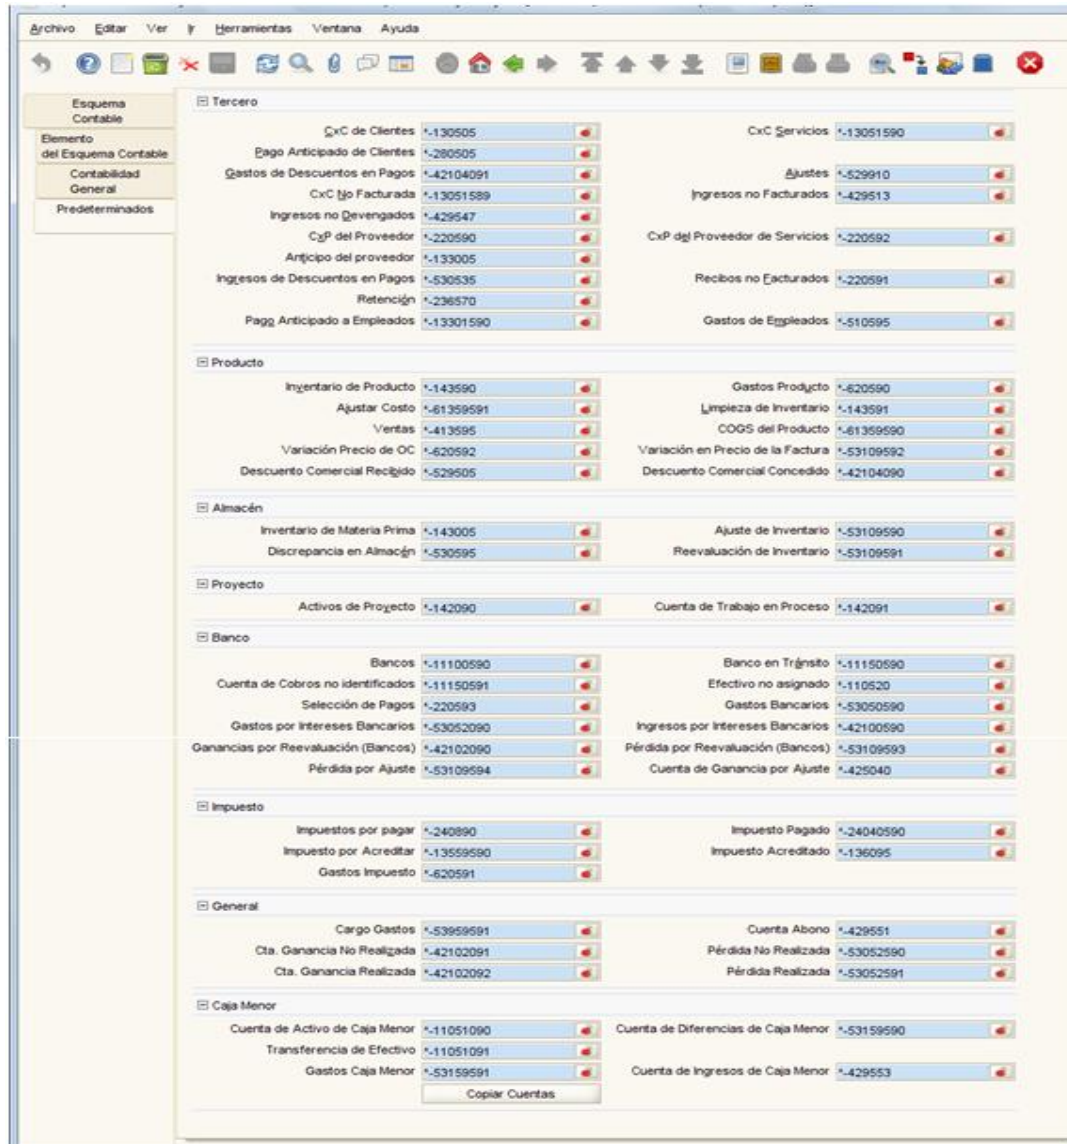 Archivo Editar Ver Ir Herramientas Ventana Ayuda
Esquema
Contable
Elemento
del Esquema Contable
Contabilidad
General
Predeterminados
Tercero
CxC de Clientes *-130505 CxC Servicios *-13051590
Pago Anticipado de Clientes *-280505
Gastos de Descuentos en Pagos *-42104091 Ajustes *-529910
CxC No Facturada *-13051589 Ingresos no Facturados *-429513
Ingresos no Devengados *-429547
CxP del Proveedor *-220590 CxP del Proveedor de Servicios *-220592
Anticipo del proveedor *-133005
Ingresos de Descuentos en Pagos *-530535 Recibos no Facturados *-220591
Retención *-236570
Pago Anticipado a Empleados *-13301590 Gastos de Empleados *-510595
Producto
Inventario de Producto *-143590 Gastos Producto *-620590
Ajustar Costo *-61359591 Limpieza de Inventario *-143591
Ventas *-413595 COGS del Producto *-61359590
Variación Precio de OC *-620592 Variación en Precio de la Factura *-53109592
Descuento Comercial Recibido *-529505 Descuento Comercial Concedido *-42104090
Almacén
Inventario de Materia Prima *-143005 Ajuste de Inventario *-53109590
Discrepancia en Almacén *-530595 Reevaluación de Inventario *-53109591
Proyecto
Activos de Proyecto *-142090 Cuenta de Trabajo en Proceso *-142091
Banco
Bancos *-11100590 Banco en Tránsito *-11150590
Cuenta de Cobros no identificados *-11150591 Efectivo no asignado *-110520
Selección de Pagos *-220593 Gastos Bancarios *-53050590
Gastos por Intereses Bancarios *-53052090 Ingresos por Intereses Bancarios *-42100590
Ganancias por Reevaluación (Bancos) *-42102090 Pérdida por Reevaluación (Bancos) *-53109593
Pérdida por Ajuste *-53109594 Cuenta de Ganancia por Ajuste *-425040
Impuesto
Impuestos por pagar *-240890 Impuesto Pagado *-24040590
Impuesto por Acreditar *-13559590 Impuesto Acreditado *-136095
Gastos Impuesto *-620591
General
Cargo Gastos *-53959591 Cuenta Abono *-429551
Cta. Ganancia No Realizada *-42102091 Pérdida No Realizada *-53052590
Cta. Ganancia Realizada *-42102092 Pérdida Realizada *-53052591
Caja Menor
Cuenta de Activo de Caja Menor *-11051090 Cuenta de Diferencias de Caja Menor *-53159590
Transferencia de Efectivo *-11051091
Gastos Caja Menor *-53159591 Cuenta de Ingresos de Caja Menor *-429553
Copiar Cuentas